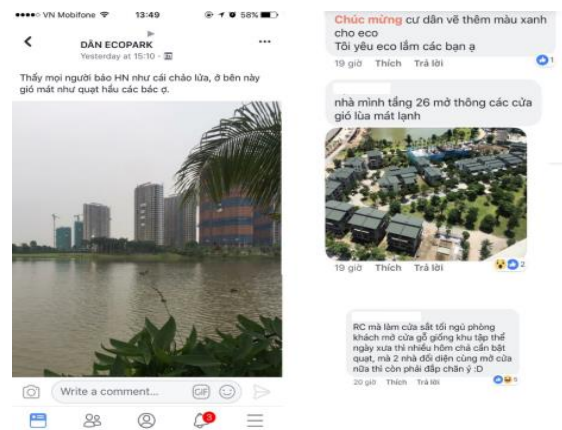 VN Mobifone
13:49
58%
DÂN ECOPARK
Yesterday at 15:10
Thấy mọi người bảo HN như cái chảo lửa, ở bên này
gió mát như quạt hầu các bác ợ.
Write a comment...
GIF
3
Chúc mừng cư dân vẽ thêm màu xanh
cho eco
Tôi yêu eco lắm các bạn ạ
19 giờ Thích Trả lời
1
nhà mình tầng 26 mở thông các cửa
gió lùa mát lạnh
19 giờ Thích Trả lời
2
RC mà làm cửa sắt tối ngủ phòng
khách mở cửa gỗ giống khu tập thể
ngày xưa thì nhiều hôm chả cần bật
quạt, mà 2 nhà đối diện cùng mở cửa
nữa thì còn phải đắp chăn ý :D
20 giờ Thích Trả lời
5